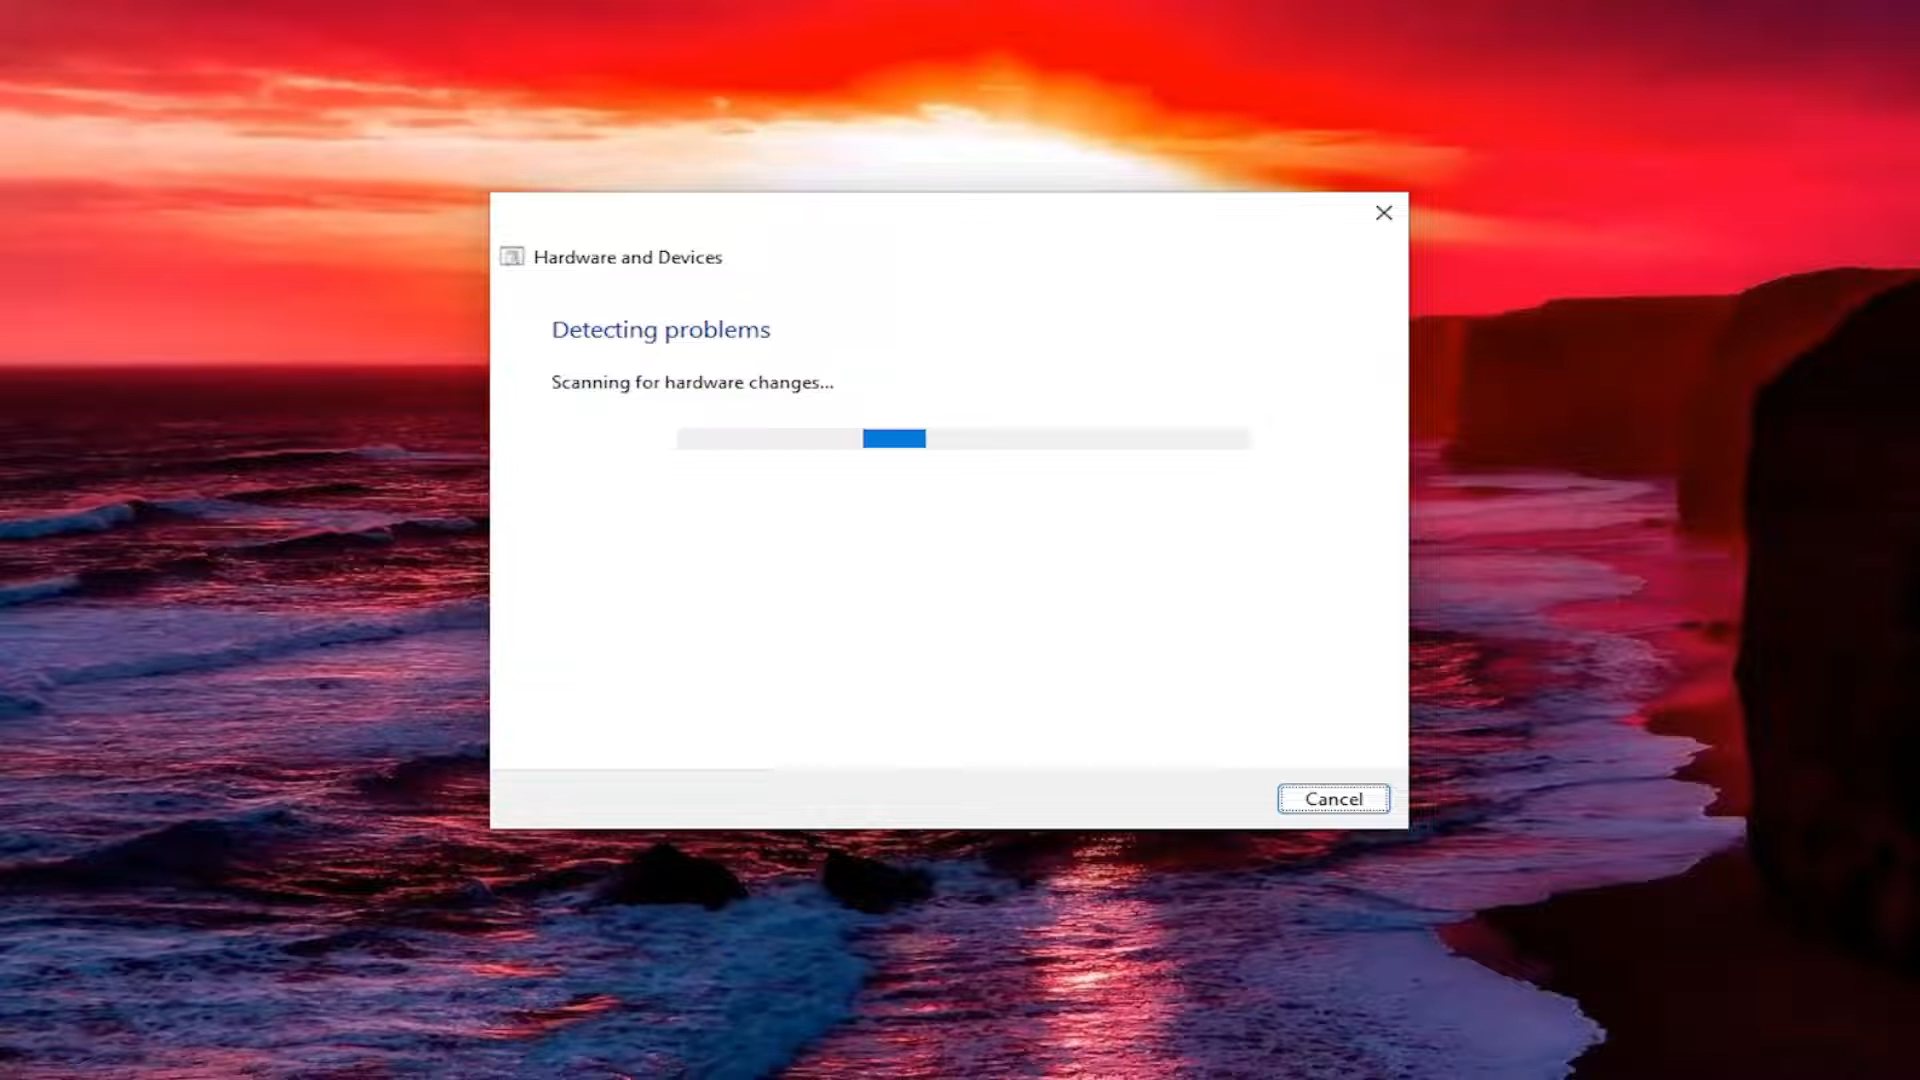 Hardware and Devices
Detecting problems
Scanning for hardware changes...
Cancel